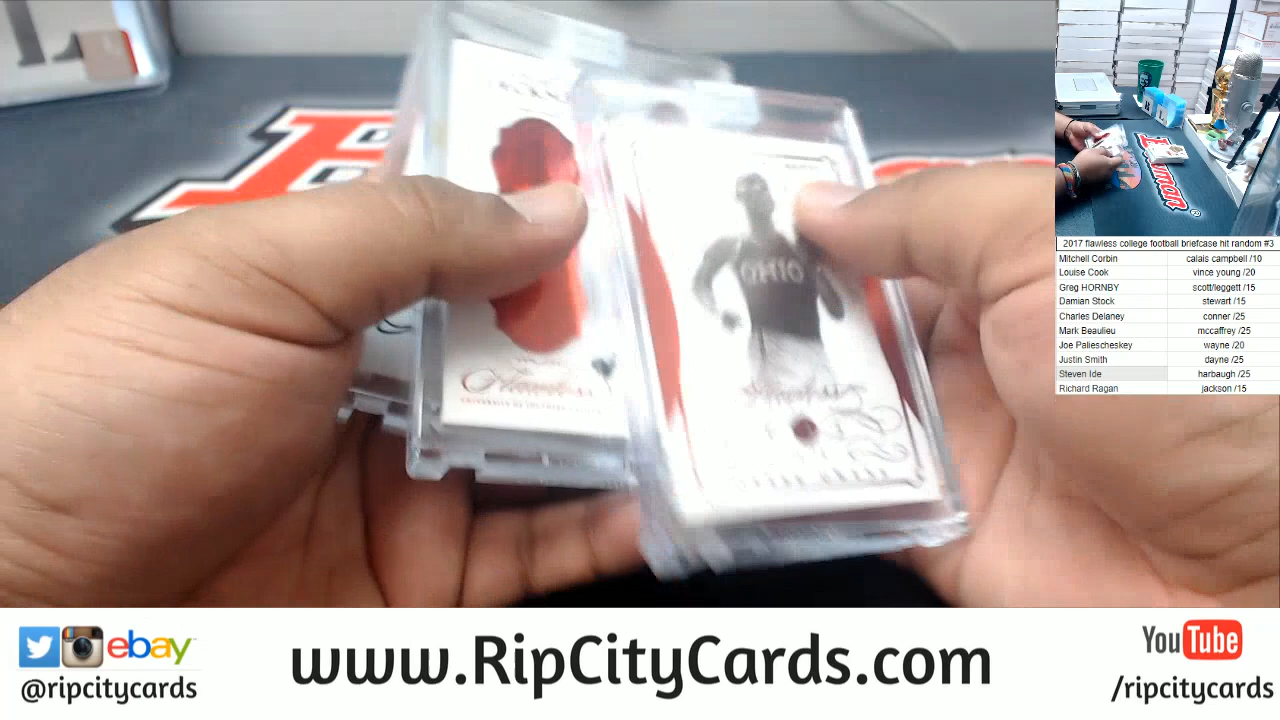 OHIO
Bowman
®
2017 flawless college football briefcase hit random #3
Mitchell Corbin calais campbell /10
Louise Cook vince young /20
Greg HORNBY scott/leggett /15
Damian Stock stewart /15
Charles Delaney conner /25
Mark Beaulieu mccaffrey /25
Joe Paliescheskey wayne /20
Justin Smith dayne /25
Steven Ide harbaugh /25
Richard Ragan jackson /15
ebay
@ripcitycards
www.RipCityCards.com
YouTube
/ripcitycards